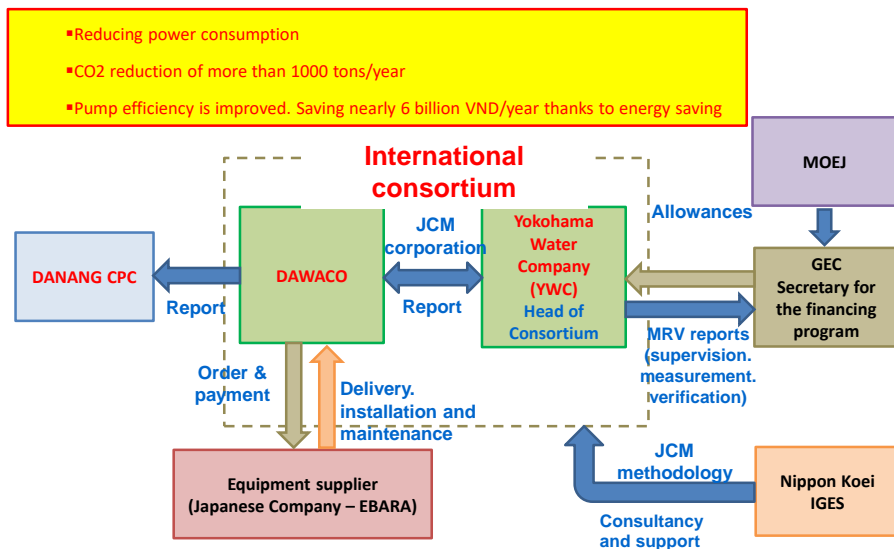 ▪Reducing power consumption
▪CO2 reduction of more than 1000 tons/year
▪Pump efficiency is improved. Saving nearly 6 billion VND/year thanks to energy saving
International
consortium
MOEJ
Allowances
DANANG CPC
Report
DAWACO
JCM
corporation
Report
Yokohama
Water
Company
(YWC)
Head of
Consortium
GEC
Secretary for
the financing
program
MRV reports
(supervision.
measurement.
verification)
Order &
payment
Delivery.
installation and
maintenance
Equipment supplier
(Japanese Company – EBARA)
JCM
methodology
Consultancy
and support
Nippon Koei
IGES